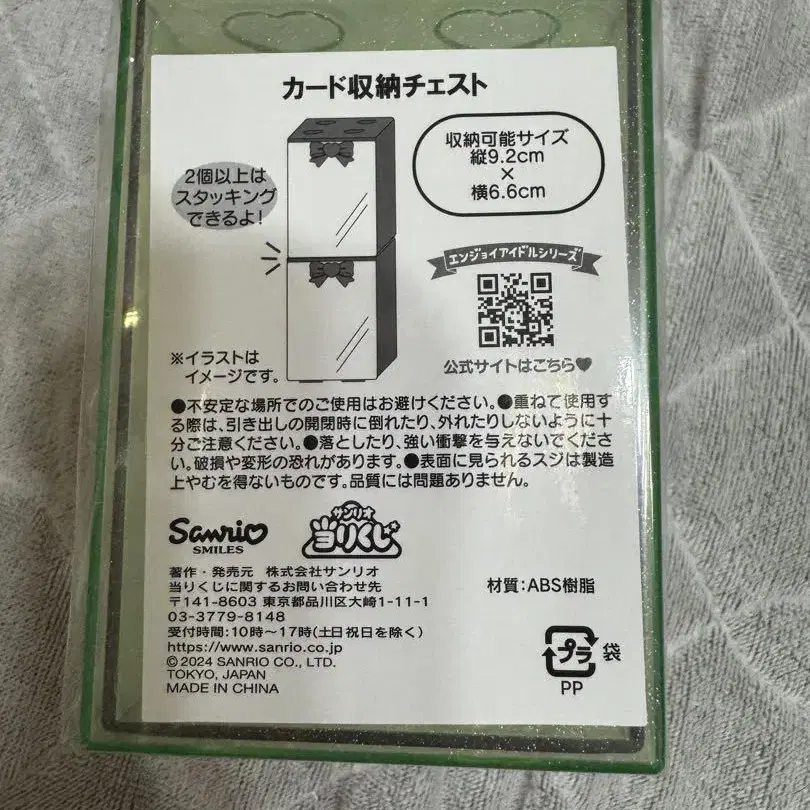 カード収納チェスト
2個以上は
スタッキング
できるよ!
収納可能サイズ
縦9.2cm
×
横6.6cm
エンジョイアイドルシリーズ
公式サイトはこちら♥
※イラストは
イメージです。
●不安定な場所でのご使用はお避けください。●重ねて使用す
る際は、引き出しの開閉時に倒れたり、外れたりしないように十
分ご注意ください。●落としたり、強い衝撃を与えないでくださ
い。破損や変形の恐れがあります。●表面に見られるスジは製造
上やむを得ないものです。品質には問題ありません。
Sanrio
SMILES
サンリオ
当りくじ
著作・発売元 株式会社サンリオ
当りくじに関するお問い合わせ先
〒141-8603 東京都品川区大崎1-11-1
03-3779-8148
受付時間:10時〜17時(土日祝日を除く)
https://www.sanrio.co.jp
©2024 SANRIO CO., LTD.
TOKYO, JAPAN
MADE IN CHINA
材質:ABS樹脂
プラ 袋
PP